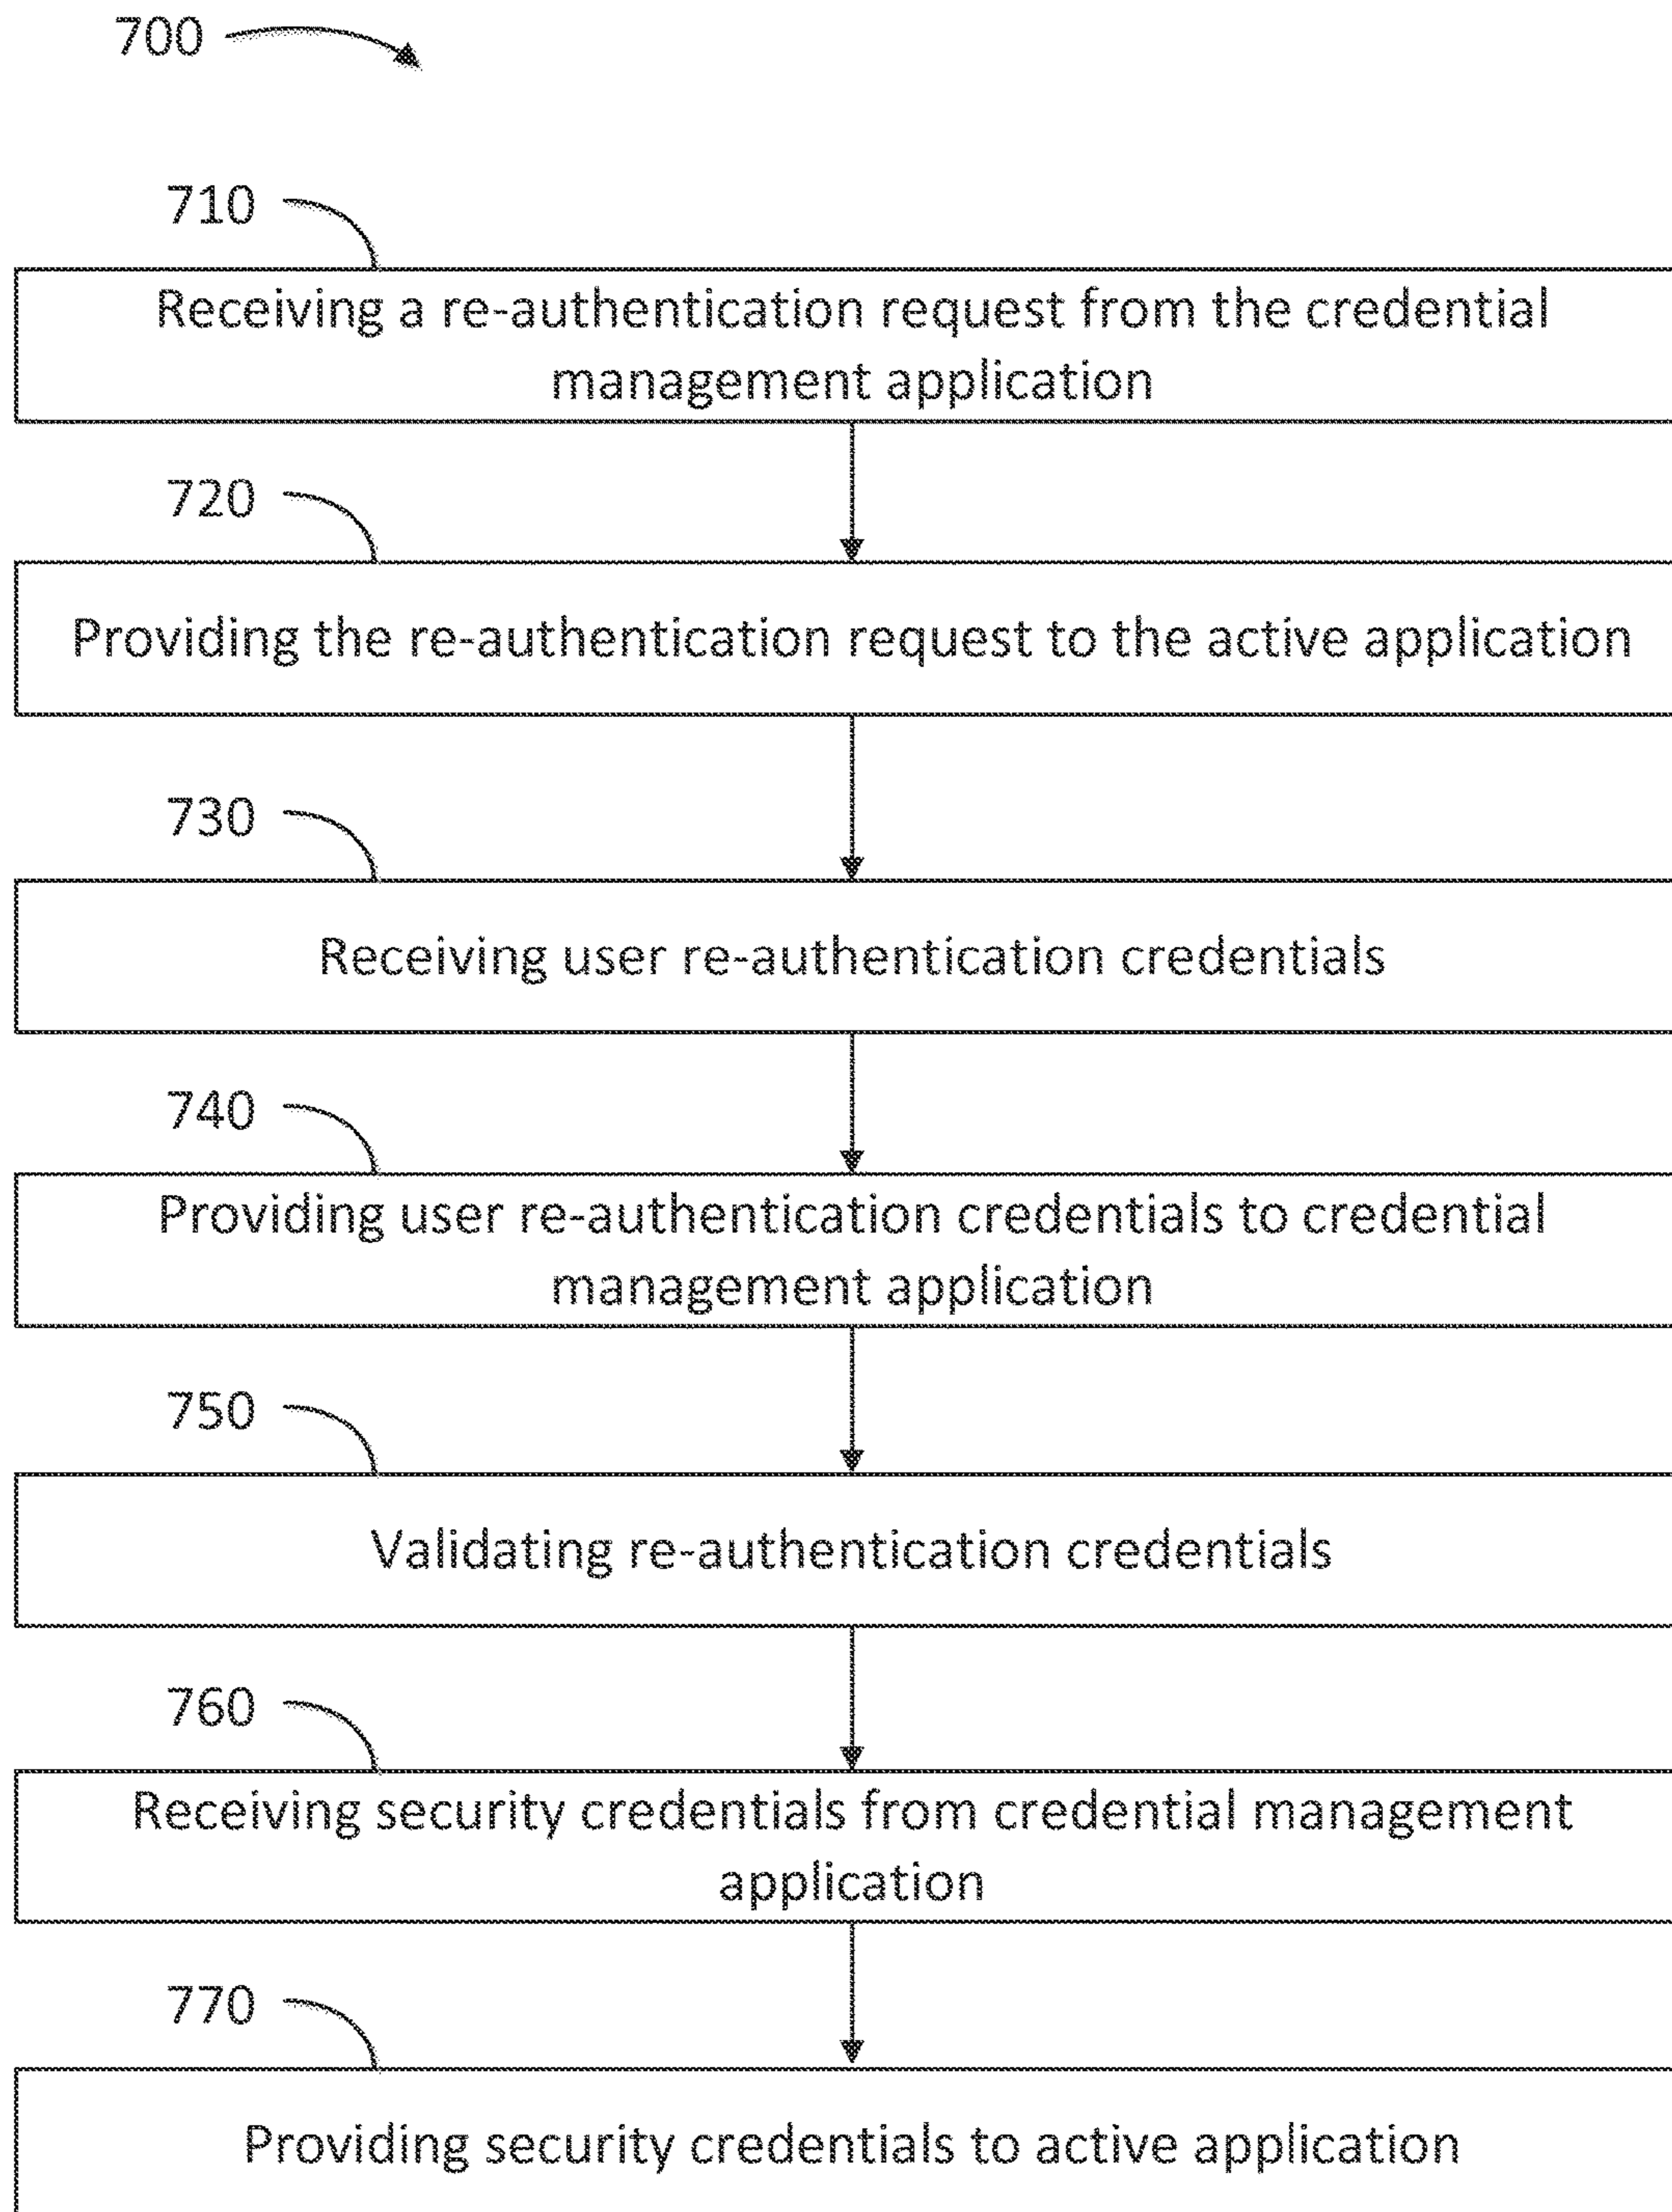 700
710
Receiving a re-authentication request from the credential
management application
720
Providing the re-authentication request to the active application
730
Receiving user re-authentication credentials
740
Providing user re-authentication credentials to credential
management application
750
Validating re-authentication credentials
760
Receiving security credentials from credential management
application
770
Providing security credentials to active application